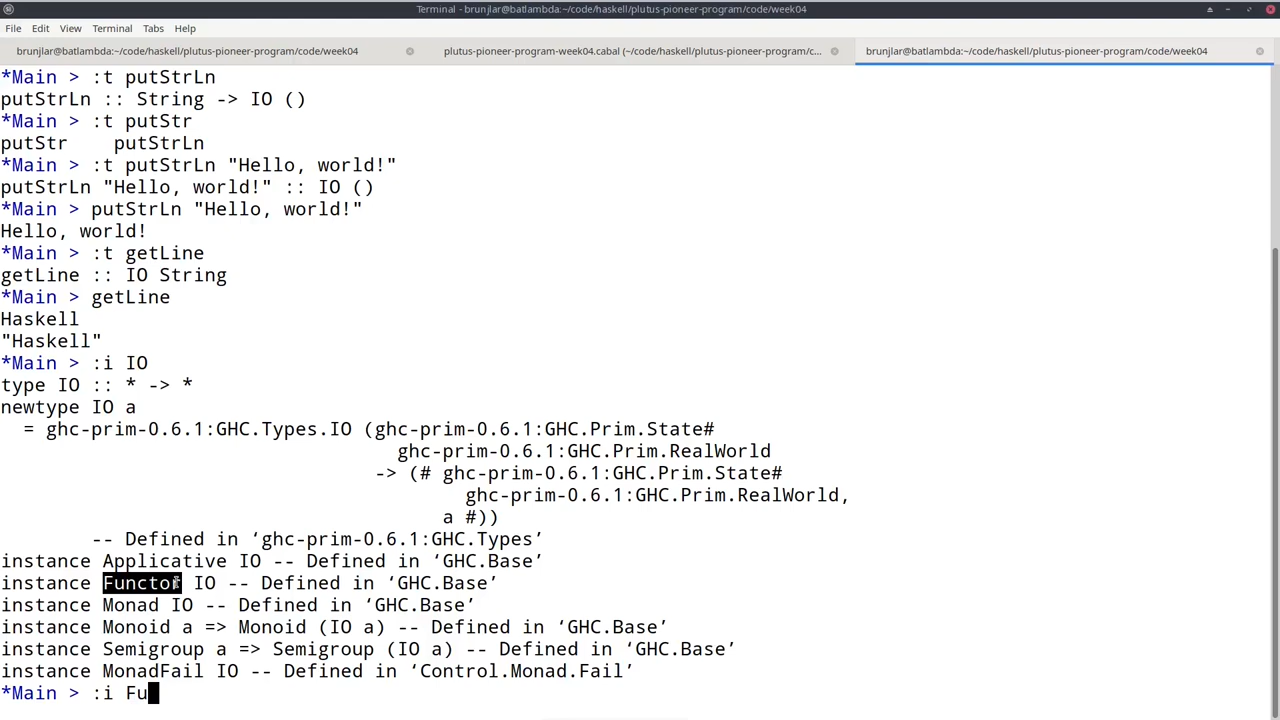 Terminal - brunjlar@batlambda:~/code/haskell/plutus-pioneer-program/code/week04
File Edit View Terminal Tabs Help
brunjlar@batlambda:~/code/haskell/plutus-pioneer-program/code/week04 plutus-pioneer-program-week04.cabal (~/code/haskell/plutus-pioneer-program/c... brunjlar@batlambda:~/code/haskell/plutus-pioneer-program/code/week04
*Main > :t putStrLn
putStrLn :: String -> IO ()
*Main > :t putStr
putStr    putStrLn
*Main > :t putStrLn "Hello, world!"
putStrLn "Hello, world!" :: IO ()
*Main > putStrLn "Hello, world!"
Hello, world!
*Main > :t getLine
getLine :: IO String
*Main > getLine
Haskell
"Haskell"
*Main > :i IO
type IO :: * -> *
newtype IO a
  = ghc-prim-0.6.1:GHC.Types.IO (ghc-prim-0.6.1:GHC.Prim.State#
                                   ghc-prim-0.6.1:GHC.Prim.RealWorld
                                 -> (# ghc-prim-0.6.1:GHC.Prim.State#
                                         ghc-prim-0.6.1:GHC.Prim.RealWorld,
                                       a #))
        -- Defined in ‘ghc-prim-0.6.1:GHC.Types’
instance Applicative IO -- Defined in ‘GHC.Base’
instance Functor IO -- Defined in ‘GHC.Base’
instance Monad IO -- Defined in ‘GHC.Base’
instance Monoid a => Monoid (IO a) -- Defined in ‘GHC.Base’
instance Semigroup a => Semigroup (IO a) -- Defined in ‘GHC.Base’
instance MonadFail IO -- Defined in ‘Control.Monad.Fail’
*Main > :i Fu